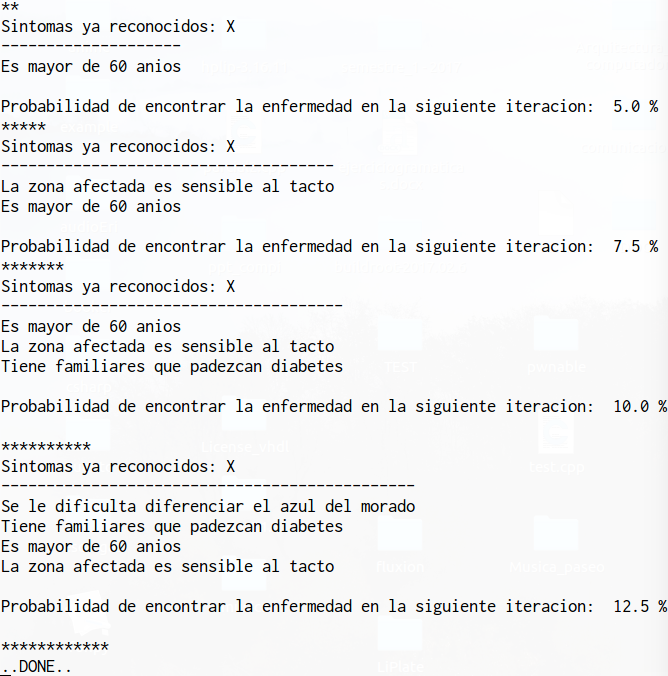 **
Sintomas ya reconocidos: X
--------------------
Es mayor de 60 anios
Probabilidad de encontrar la enfermedad en la siguiente iteracion:  5.0 %
*****
Sintomas ya reconocidos: X
-------------------------------------
La zona afectada es sensible al tacto
Es mayor de 60 anios
Probabilidad de encontrar la enfermedad en la siguiente iteracion:  7.5 %
*******
Sintomas ya reconocidos: X
--------------------------------------
Es mayor de 60 anios
La zona afectada es sensible al tacto
Tiene familiares que padezcan diabetes
Probabilidad de encontrar la enfermedad en la siguiente iteracion:  10.0 %
**********
Sintomas ya reconocidos: X
----------------------------------------------
Se le dificulta diferenciar el azul del morado
Tiene familiares que padezcan diabetes
Es mayor de 60 anios
La zona afectada es sensible al tacto
Probabilidad de encontrar la enfermedad en la siguiente iteracion:  12.5 %
************
..DONE..
TEST
test.cpp